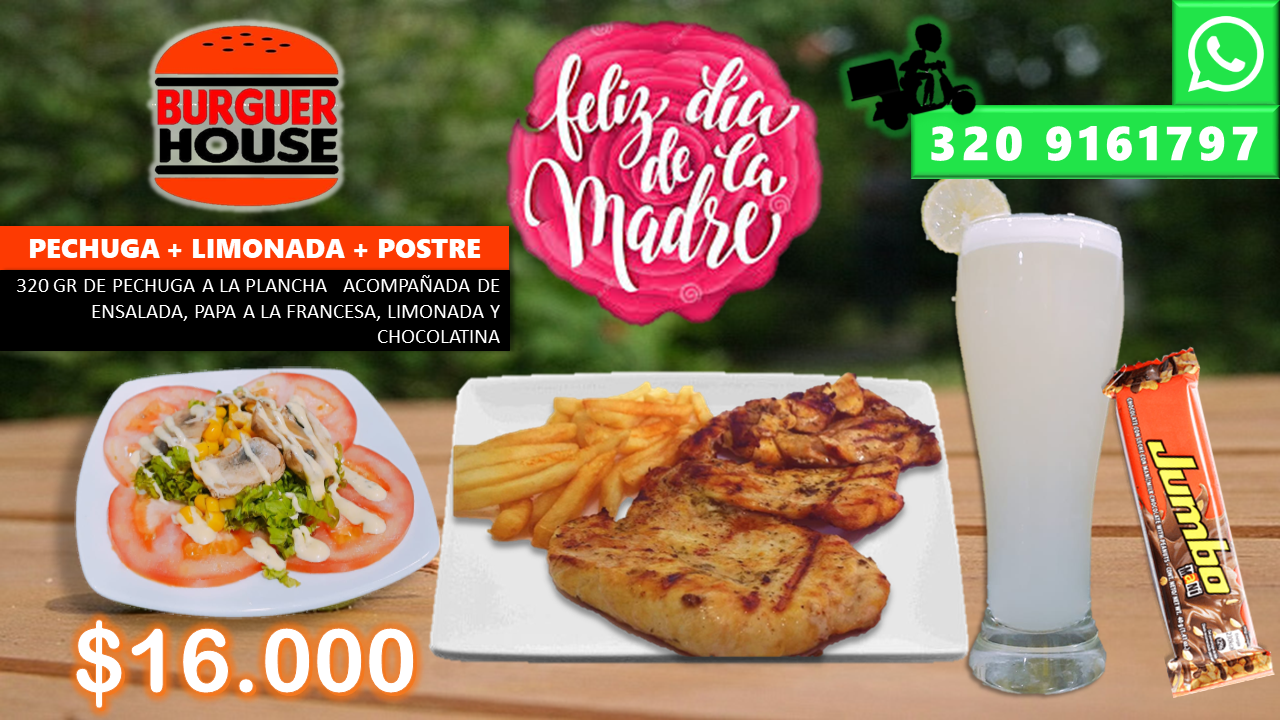 BURGUER
HOUSE
feliz día
de la
Madre
320 9161797
PECHUGA + LIMONADA + POSTRE
320 GR DE PECHUGA A LA PLANCHA ACOMPAÑADA DE
ENSALADA, PAPA A LA FRANCESA, LIMONADA Y
CHOCOLATINA
Jumbo
Maní
$16.000